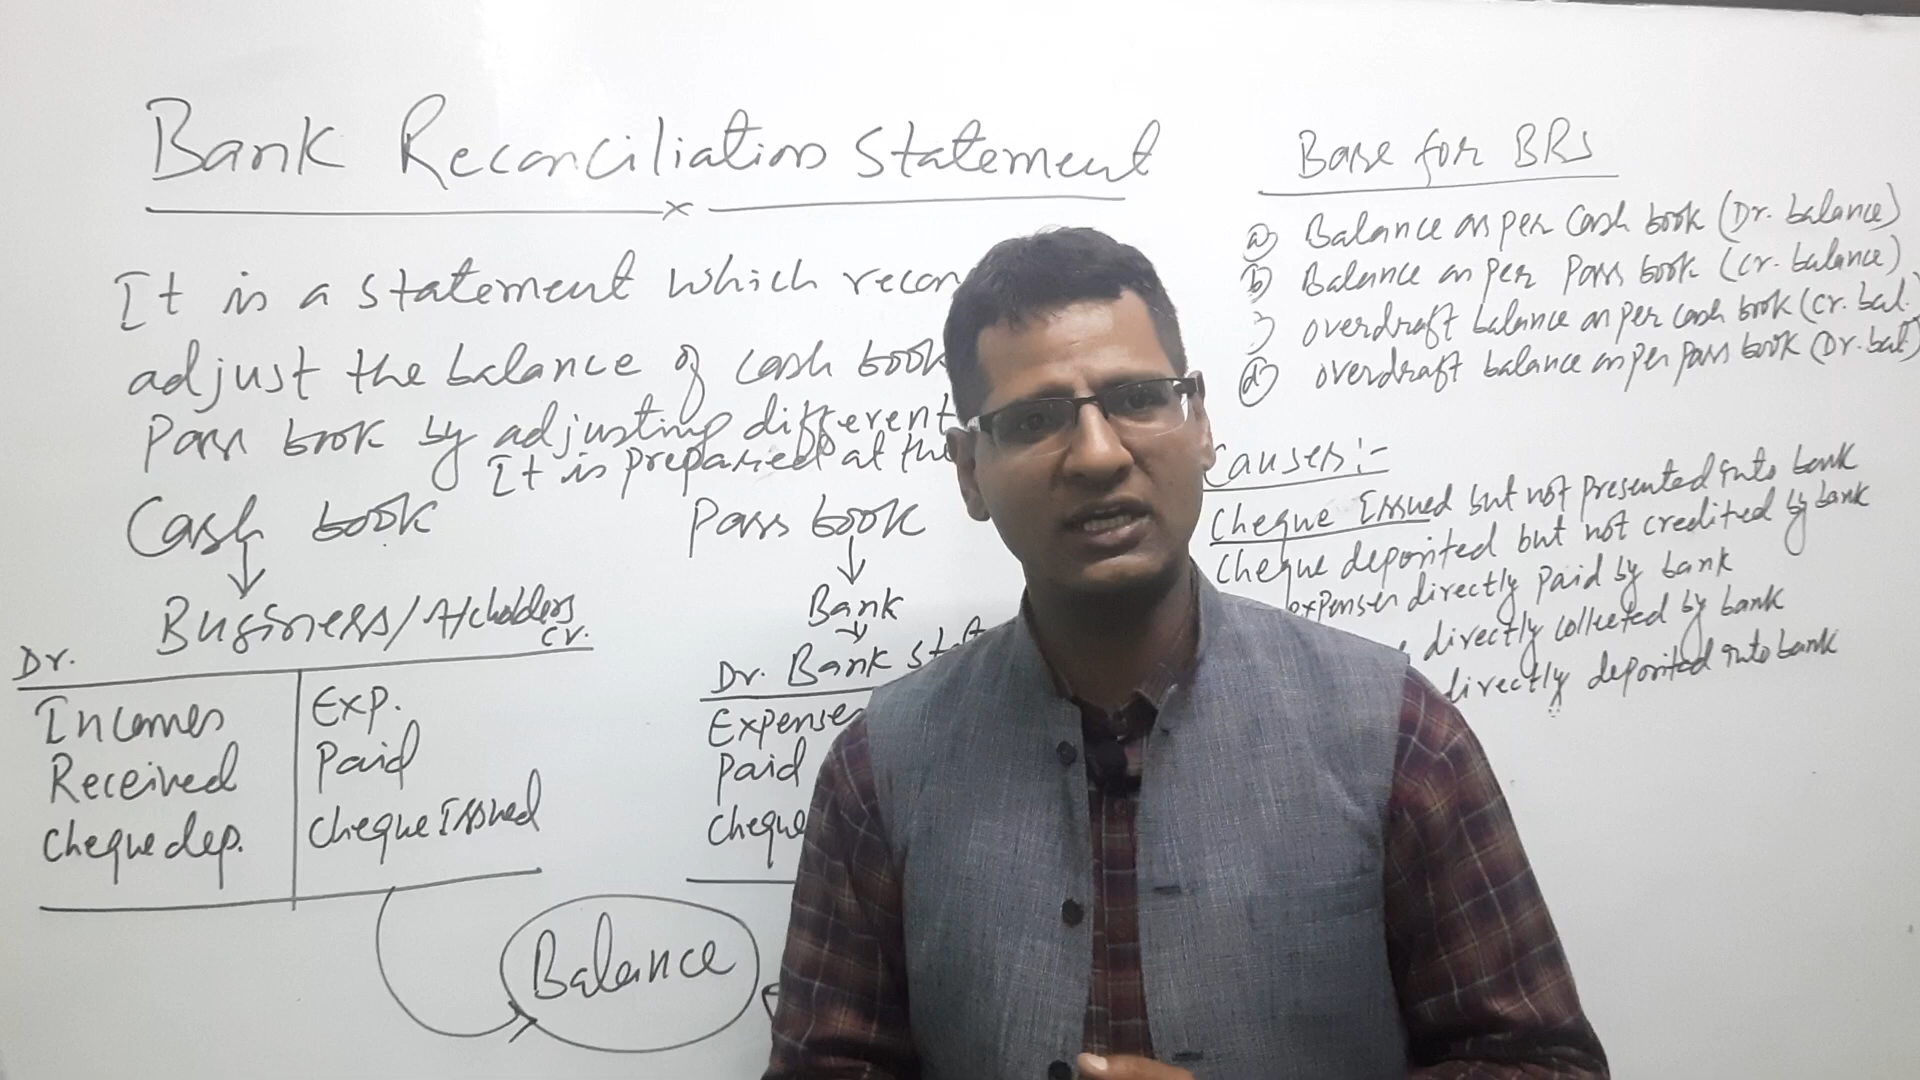 Bank Reconciliation Statement
It is a statement which recon
adjust the balance of cash book
Pass book by adjusting different
It is prepared at the
Cash book
Business/A/c holders
Dr.
Cr.
Incomes
Exp.
Received
Paid
Cheque dep.
Cheque Issued
Pass book
Bank
Dr. Bank Stat
Expenses
Paid
Cheque
Balance
Base for BRS
a) Balance as per Cash book (Dr. balance)
b) Balance as per Pass book (Cr. balance)
) overdraft balance as per cash book (Cr. bal.
d) overdraft balance as per pass book (Dr. bal)
Causes:-
Cheque Issued but not presented into bank
Cheque deposited but not credited by bank
expenses directly paid by bank
directly collected by bank
directly deposited into bank